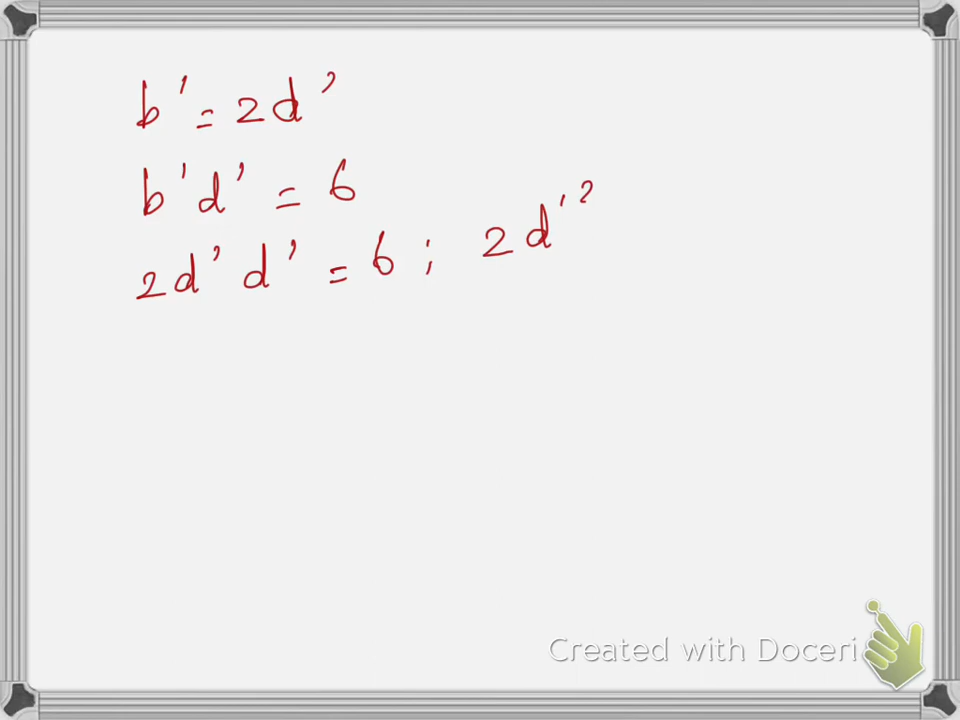 b' = 2d'
b'd' = 6
2d'd' = 6 ; 2d'²
Created with Doceri